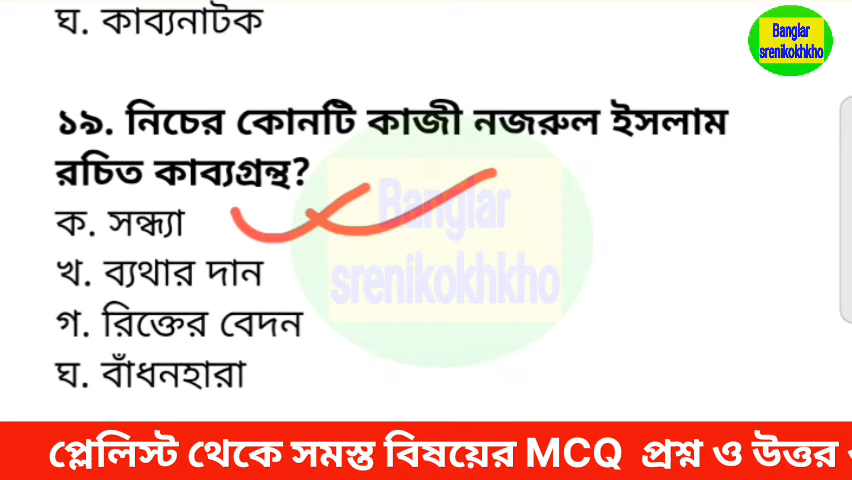 ঘ. কাব্যনাটক
Banglar
srenikokhkho
১৯. নিচের কোনটি কাজী নজরুল ইসলাম
রচিত কাব্যগ্রন্থ?
Banglar
ক. সন্ধ্যা
খ. ব্যথার দান
srenikokhkho
গ. রিক্তের বেদন
ঘ. বাঁধনহারা
প্লেলিস্ট থেকে সমস্ত বিষয়ের MCQ প্রশ্ন ও উত্তর